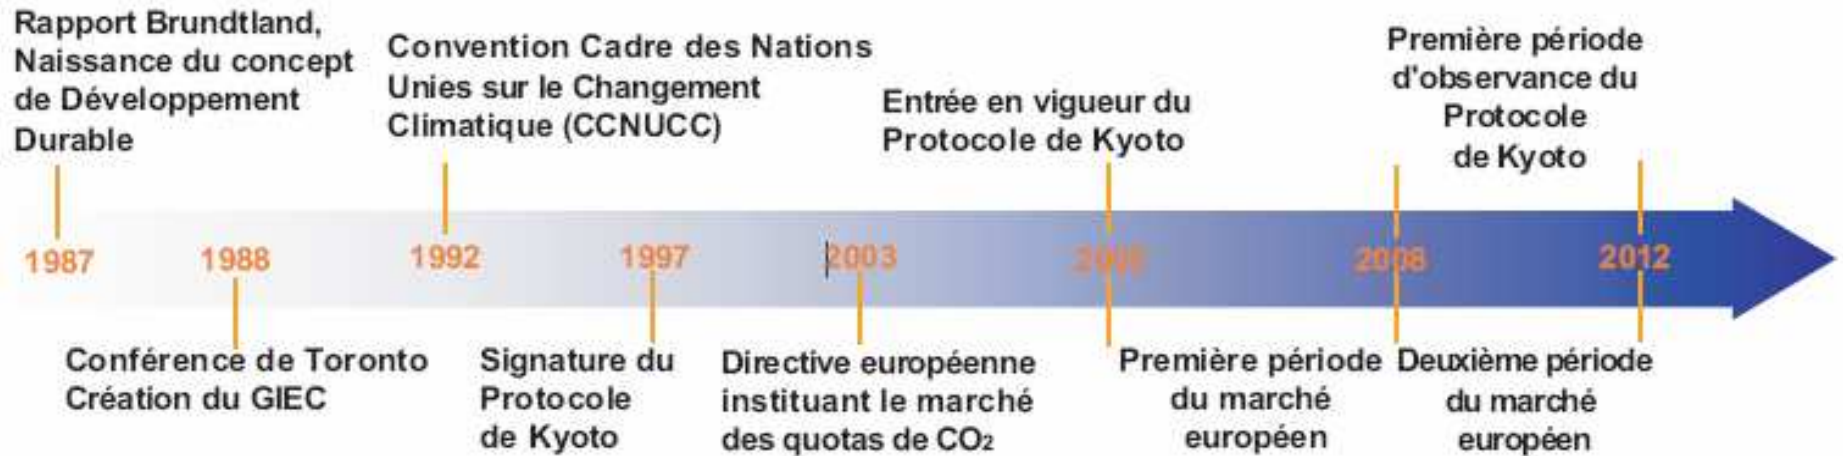 Rapport Brundtland,
Naissance du concept
de Développement
Durable
Convention Cadre des Nations
Unies sur le Changement
Climatique (CCNUCC)
Entrée en vigueur du
Protocole de Kyoto
Première période
d'observance du
Protocole
de Kyoto
1987
1988
1992
1997
2003
2012
Conférence de Toronto
Création du GIEC
Signature du
Protocole
de Kyoto
Directive européenne
instituant le marché
des quotas de CO2
Première période
du marché
européen
Deuxième période
du marché
européen